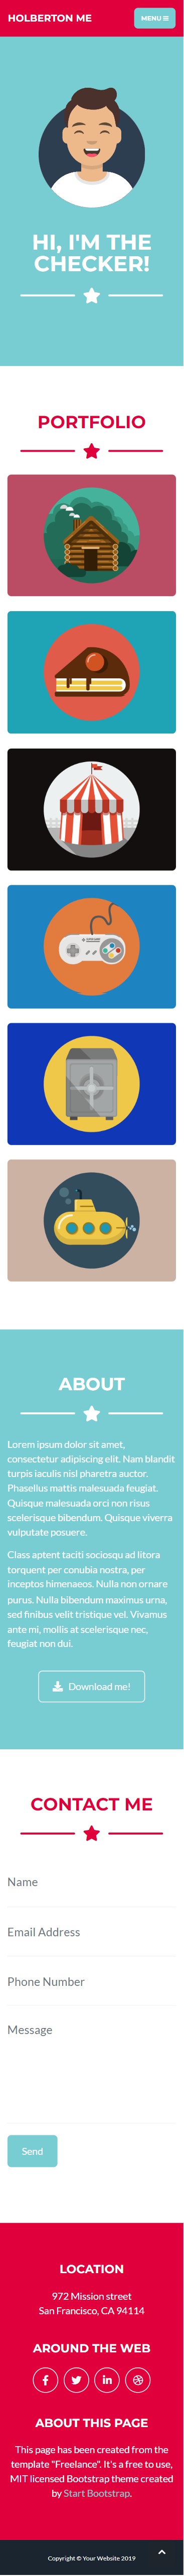 HOLBERTON ME
MENU
HI, I'M THE
CHECKER!
PORTFOLIO
ABOUT
Lorem ipsum dolor sit amet,
consectetur adipiscing elit. Nam blandit
turpis iaculis nisl pharetra auctor.
Phasellus mattis malesuada feugiat.
Quisque malesuada orci non risus
scelerisque bibendum. Quisque viverra
vulputate posuere.
Class aptent taciti sociosqu ad litora
torquent per conubia nostra, per
inceptos himenaeos. Nulla non ornare
purus. Nulla bibendum maximus urna,
sed finibus velit tristique vel. Vivamus
ante mi, mollis at scelerisque nec,
feugiat non dui.
Download me!
CONTACT ME
Name
Email Address
Phone Number
Message
Send
LOCATION
972 Mission street
San Francisco, CA 94114
AROUND THE WEB
ABOUT THIS PAGE
This page has been created from the
template "Freelance". It's a free to use,
MIT licensed Bootstrap theme created
by Start Bootstrap.
Copyright © Your Website 2019